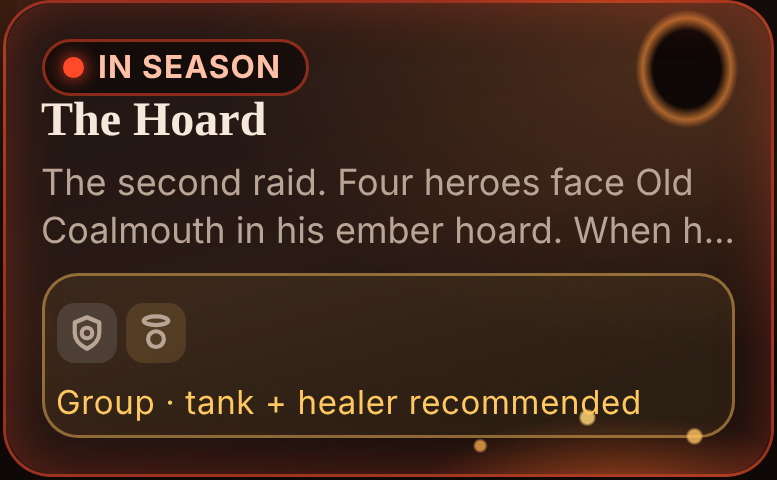 IN SEASON
The Hoard
The second raid. Four heroes face Old
Coalmouth in his ember hoard. When h...
Group · tank + healer recommended